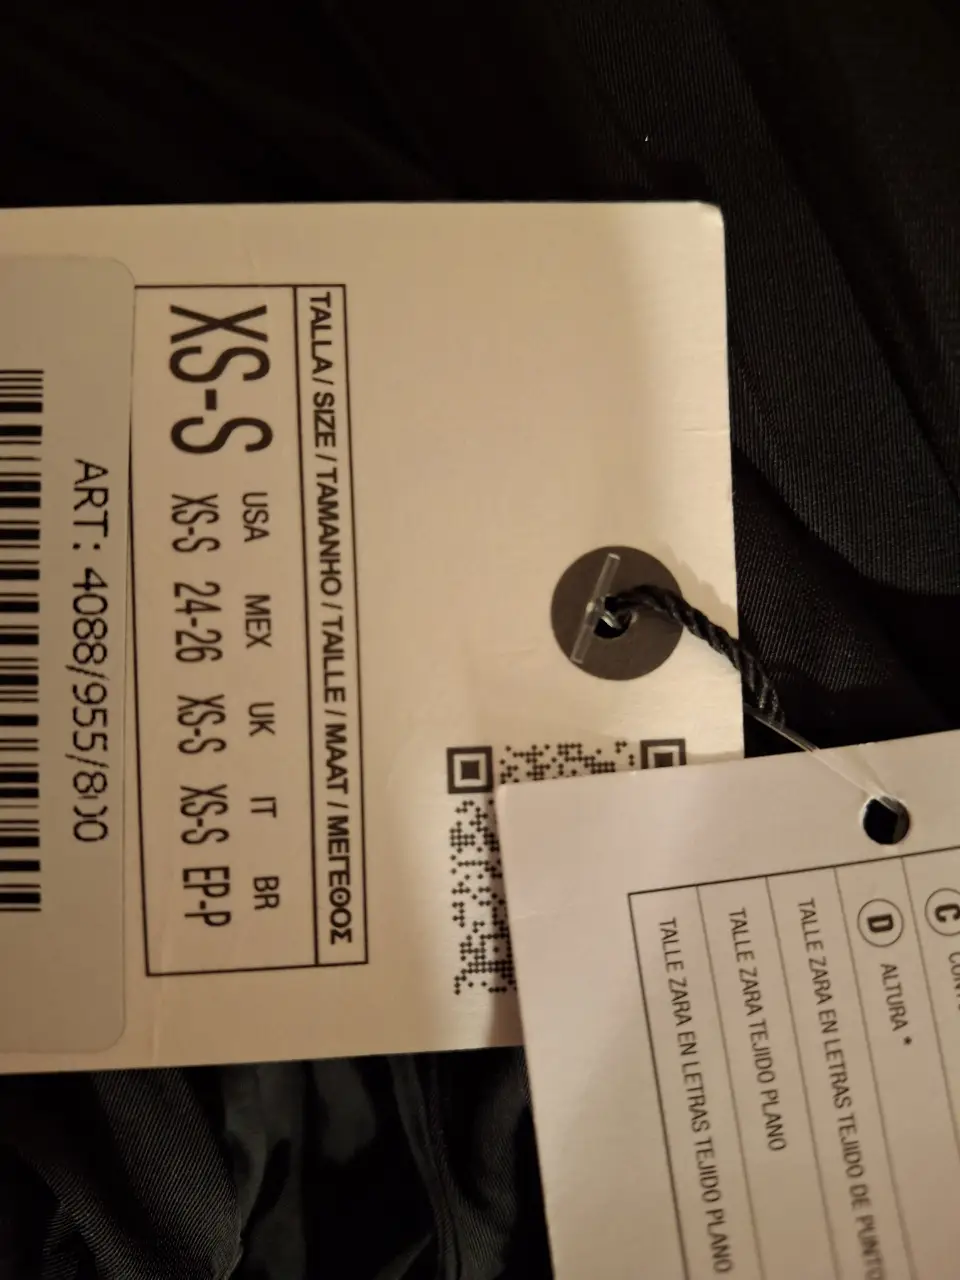 TALLA / SIZE / TAMANHO / TAILLE / MAAT / ΜΕΓΕΘΟΣ
XS-S
USA MEX UK IT BR
XS-S 24-26 XS-S XS-S EP-P
ART: 4088/955/800
C
D ALTURA *
TALLE ZARA EN LETRAS TEJIDO DE PUNTO
TALLE ZARA TEJIDO PLANO
TALLE ZARA EN LETRAS TEJIDO PLANO